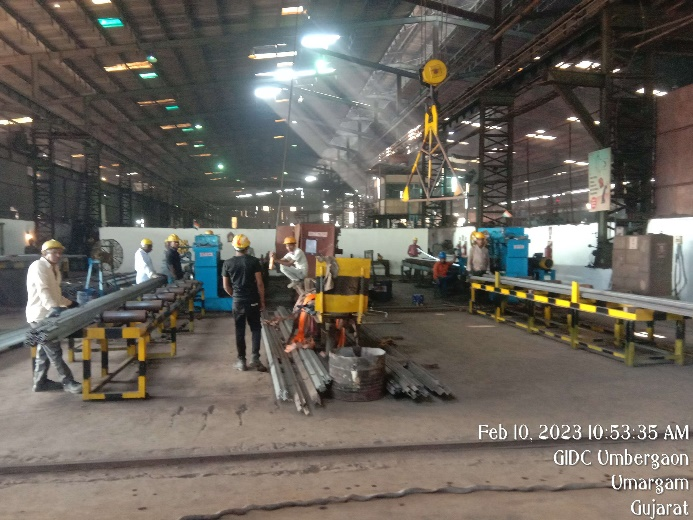 Feb 10, 2023 10:53:35 AM
GIDC Umbergaon
Umargam
Gujarat